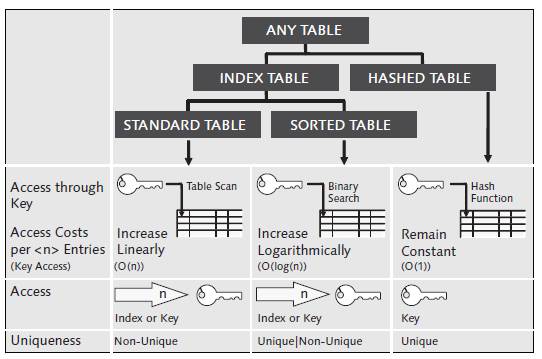 ANY TABLE
INDEX TABLE
HASHED TABLE
STANDARD TABLE
SORTED TABLE
Access through
Key
Table Scan
Binary
Search
Hash
Function
Access Costs
per <n> Entries
(Key Access)
Increase
Linearly
(O(n))
Increase
Logarithmically
(O(log(n))
Remain
Constant
(O(1))
Access
n
Index or Key
n
Index or Key
Key
Uniqueness
Non-Unique
Unique|Non-Unique
Unique